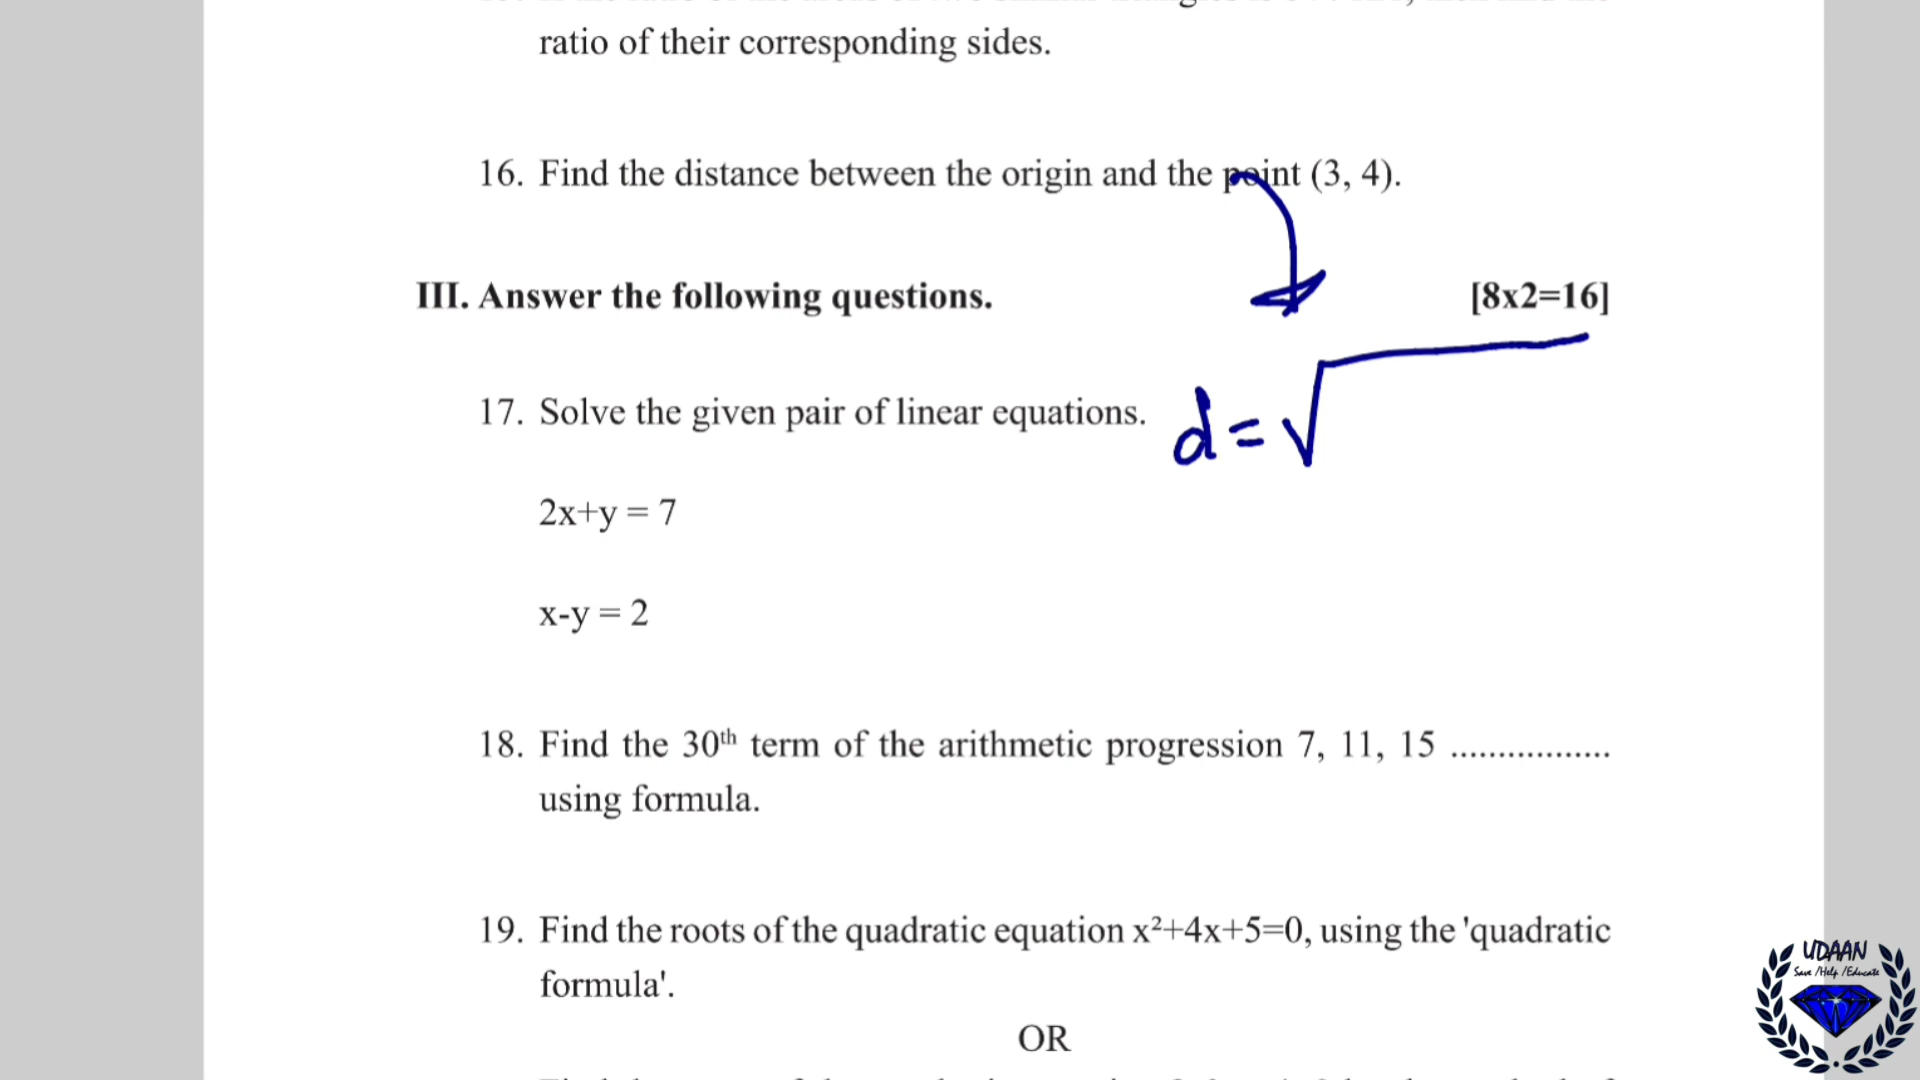 ratio of their corresponding sides.
16. Find the distance between the origin and the point (3, 4).
III. Answer the following questions. [8x2=16]
17. Solve the given pair of linear equations.
d = √
2x+y = 7
x-y = 2
18. Find the 30th term of the arithmetic progression 7, 11, 15 .................
using formula.
19. Find the roots of the quadratic equation x²+4x+5=0, using the 'quadratic
formula'.
OR
UDAAN
Save /Help /Educate